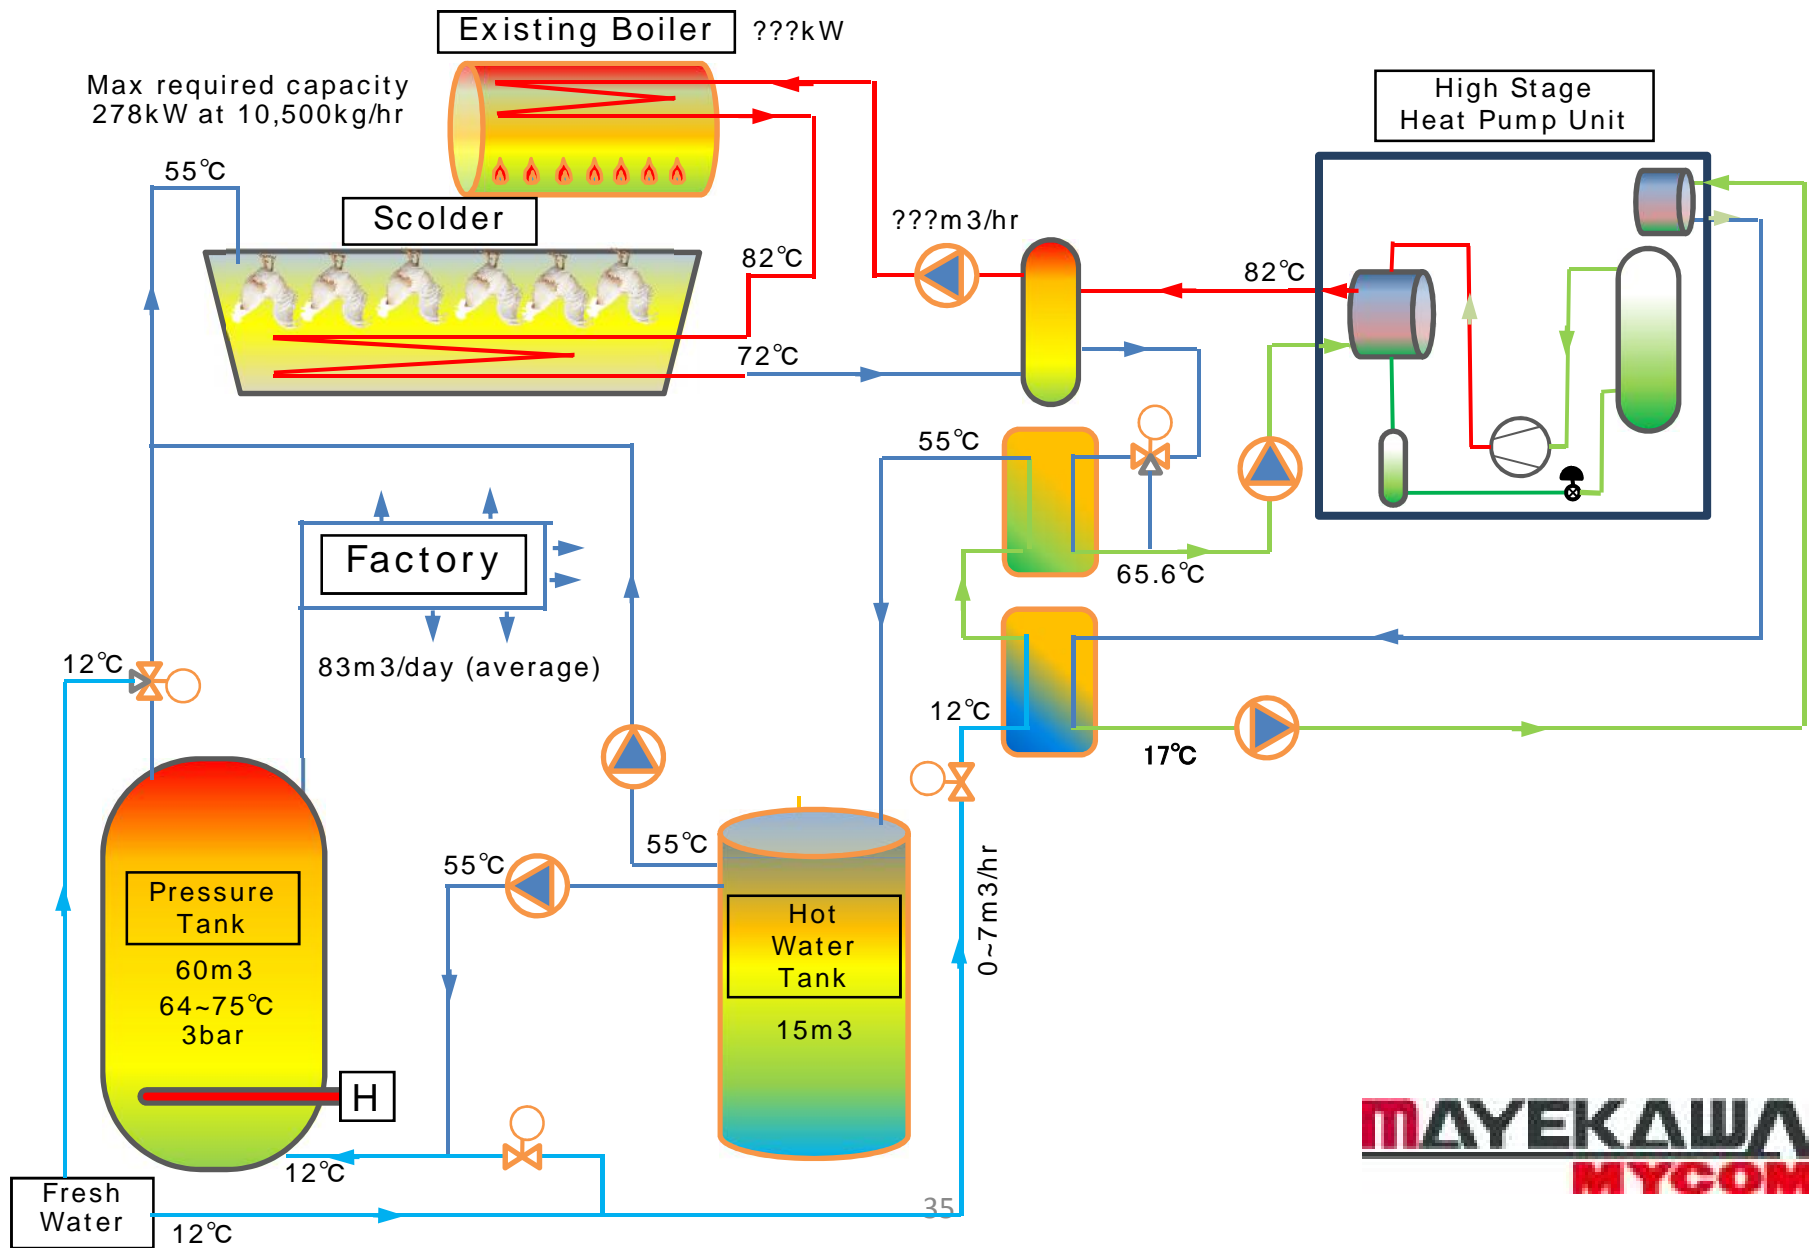 Existing Boiler
???kW
Max required capacity
278kW at 10,500kg/hr
High Stage
Heat Pump Unit
55°C
Scolder
???m3/hr
82°C
82°C
72°C
55°C
Factory
65.6°C
12°C
83m3/day (average)
12°C
17°C
55°C
55°C
0~7m3/hr
Pressure
Tank
60m3
64~75°C
3bar
Hot
Water
Tank
15m3
H
12°C
Fresh
Water
12°C
35
MAYEKAWA
MYCOM